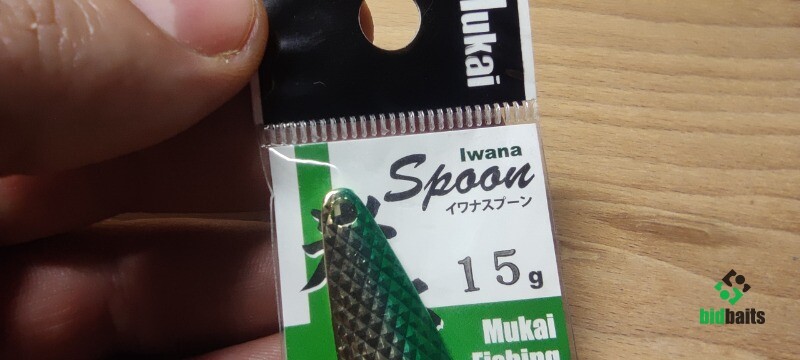 Mukai
Iwana
Spoon
イワナスプーン
15g
Mukai
Fishing
bidbaits